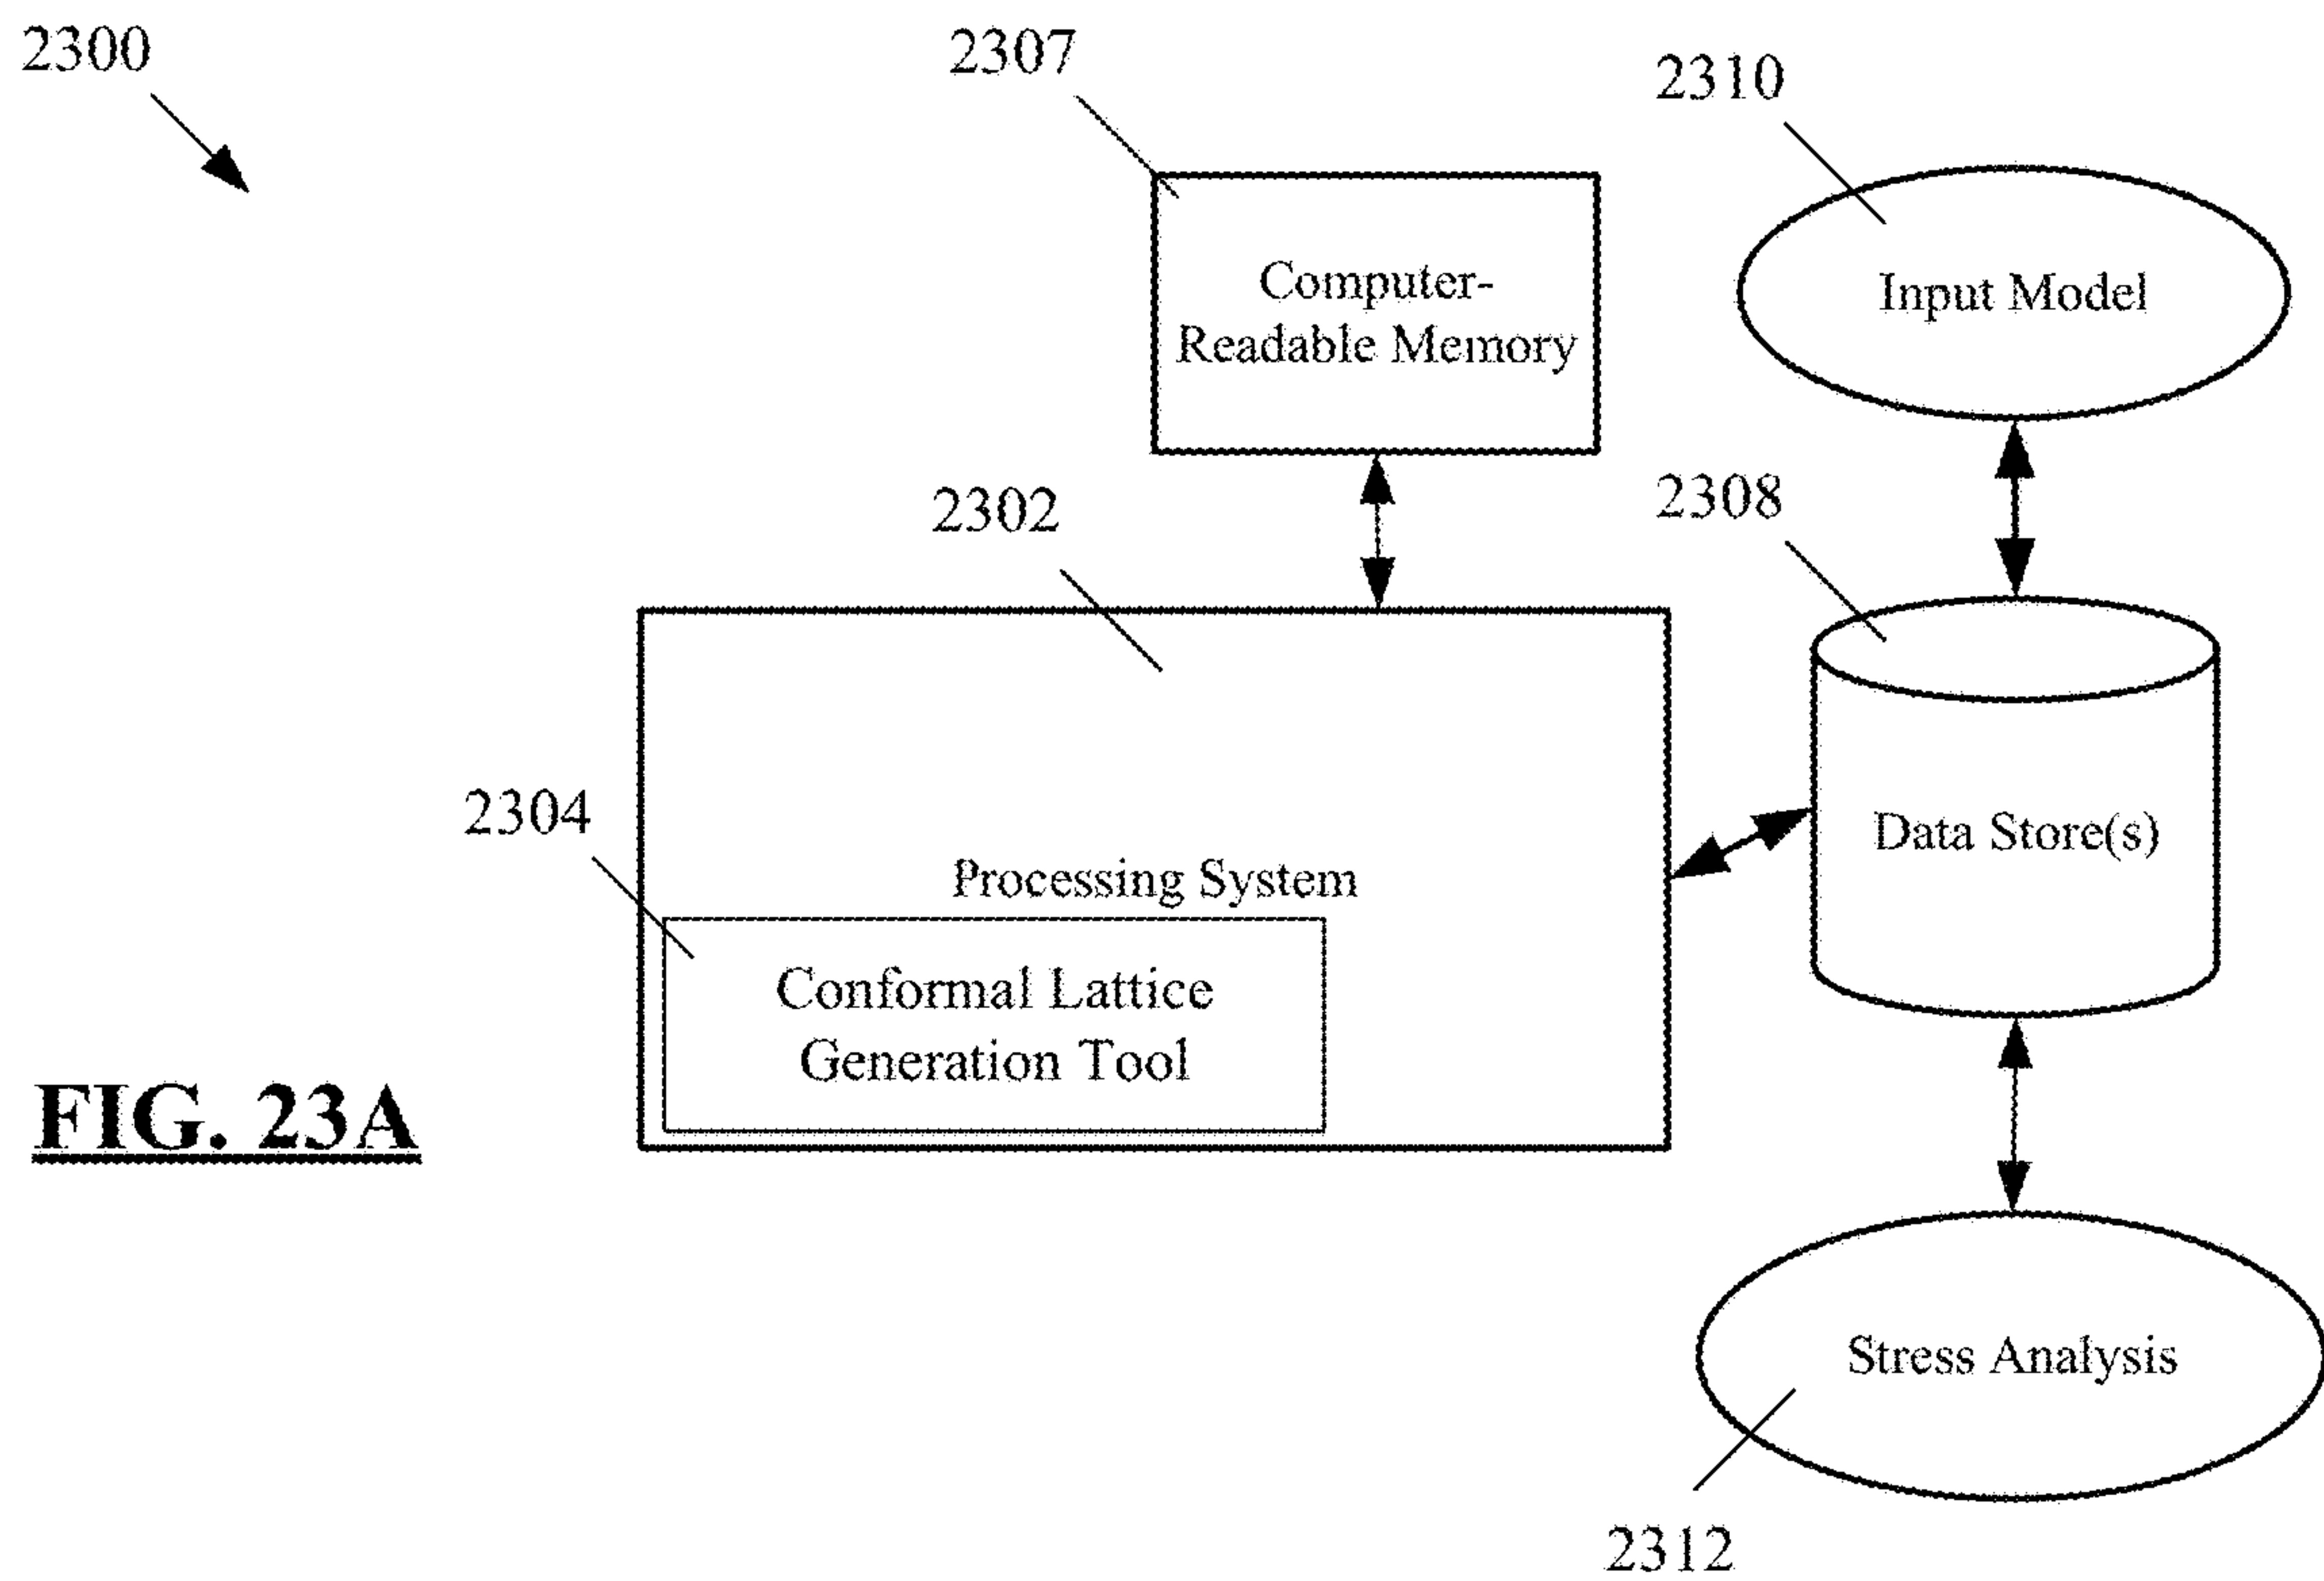 2300
2307
2310
Computer-
Readable Memory
Input Model
2302
2308
2304
Processing System
Data Store(s)
Conformal Lattice
Generation Tool
FIG. 23A
Stress Analysis
2312